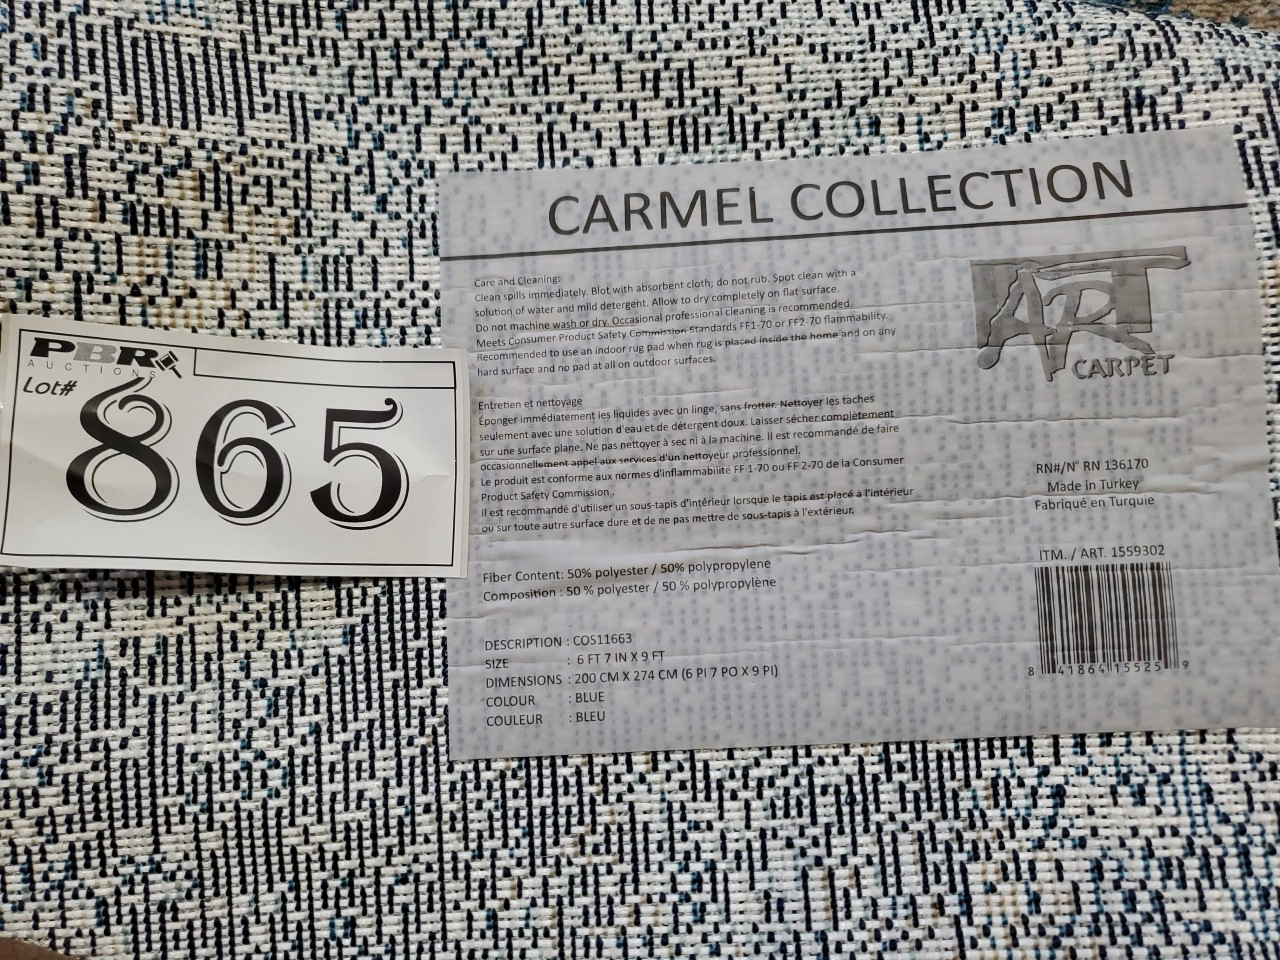 PBR
AUCTIONS
Lot#
865
CARMEL COLLECTION
Care and Cleaning:
Clean spills immediately. Blot with absorbent cloth; do not rub. Spot clean with a
solution of water and mild detergent. Allow to dry completely on flat surface.
Do not machine wash or dry. Occasional professional cleaning is recommended.
Meets Consumer Product Safety Commission Standards FF1-70 or FF2-70 flammability.
Recommended to use an indoor rug pad when rug is placed inside the home and on any
hard surface and no pad at all on outdoor surfaces.
Entretien et nettoyage
Éponger immédiatement les liquides avec un linge, sans frotter. Nettoyer les taches
seulement avec une solution d'eau et de détergent doux. Laisser sécher complètement
sur une surface plane. Ne pas nettoyer à sec ni à la machine. Il est recommandé de faire
occasionnellement appel aux services d'un nettoyeur professionnel.
Le produit est conforme aux normes d'inflammabilité FF 1-70 ou FF 2-70 de la Consumer
Product Safety Commission.
Il est recommandé d'utiliser un sous-tapis d'intérieur lorsque le tapis est placé à l'intérieur
ou sur toute autre surface dure et de ne pas mettre de sous-tapis à l'extérieur.
Fiber Content: 50% polyester / 50% polypropylene
Composition : 50 % polyester / 50 % polypropylène
DESCRIPTION : COS11663
SIZE : 6 FT 7 IN X 9 FT
DIMENSIONS : 200 CM X 274 CM (6 PI 7 PO X 9 PI)
COLOUR : BLUE
COULEUR : BLEU
ART
CARPET
RN#/N° RN 136170
Made in Turkey
Fabriqué en Turquie
ITM. / ART. 1559302
8 41864 15525 9